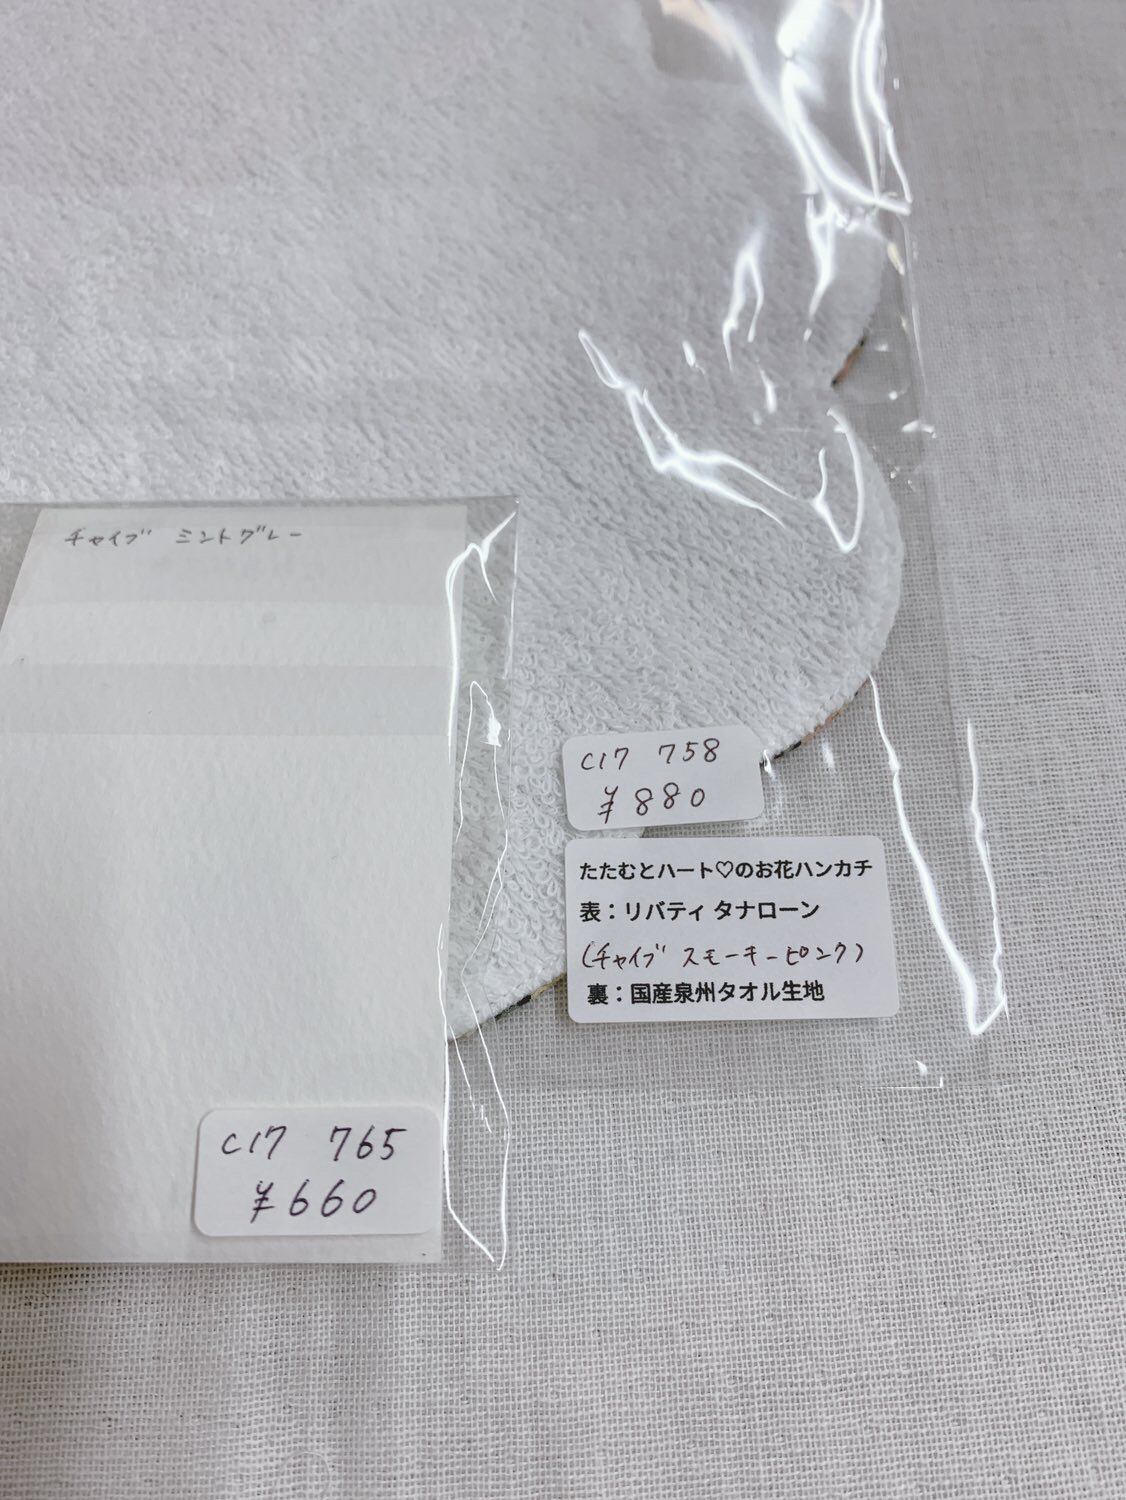 チャイブ ミントグレー
C17 758
¥880
たたむとハート♡のお花ハンカチ
表：リバティ タナローン
(チャイブ スモーキーピンク)
裏：国産泉州タオル生地
C17 765
¥660